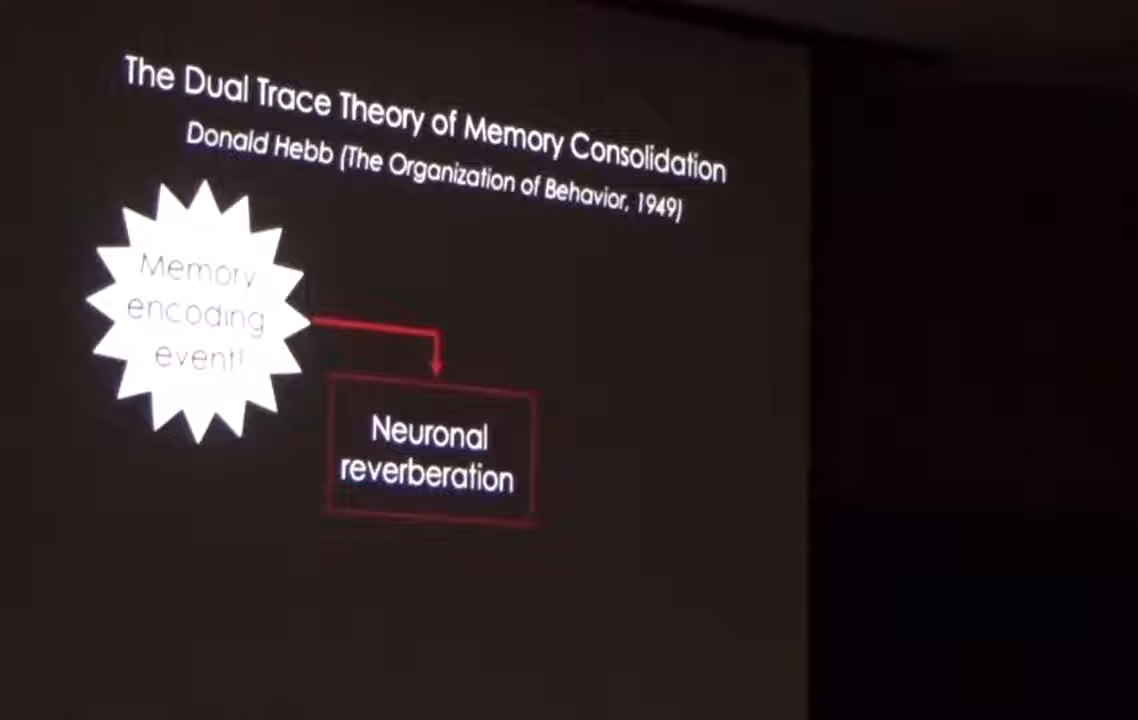 The Dual Trace Theory of Memory Consolidation
Donald Hebb (The Organization of Behavior, 1949)
Memory
encoding
event!
Neuronal
reverberation